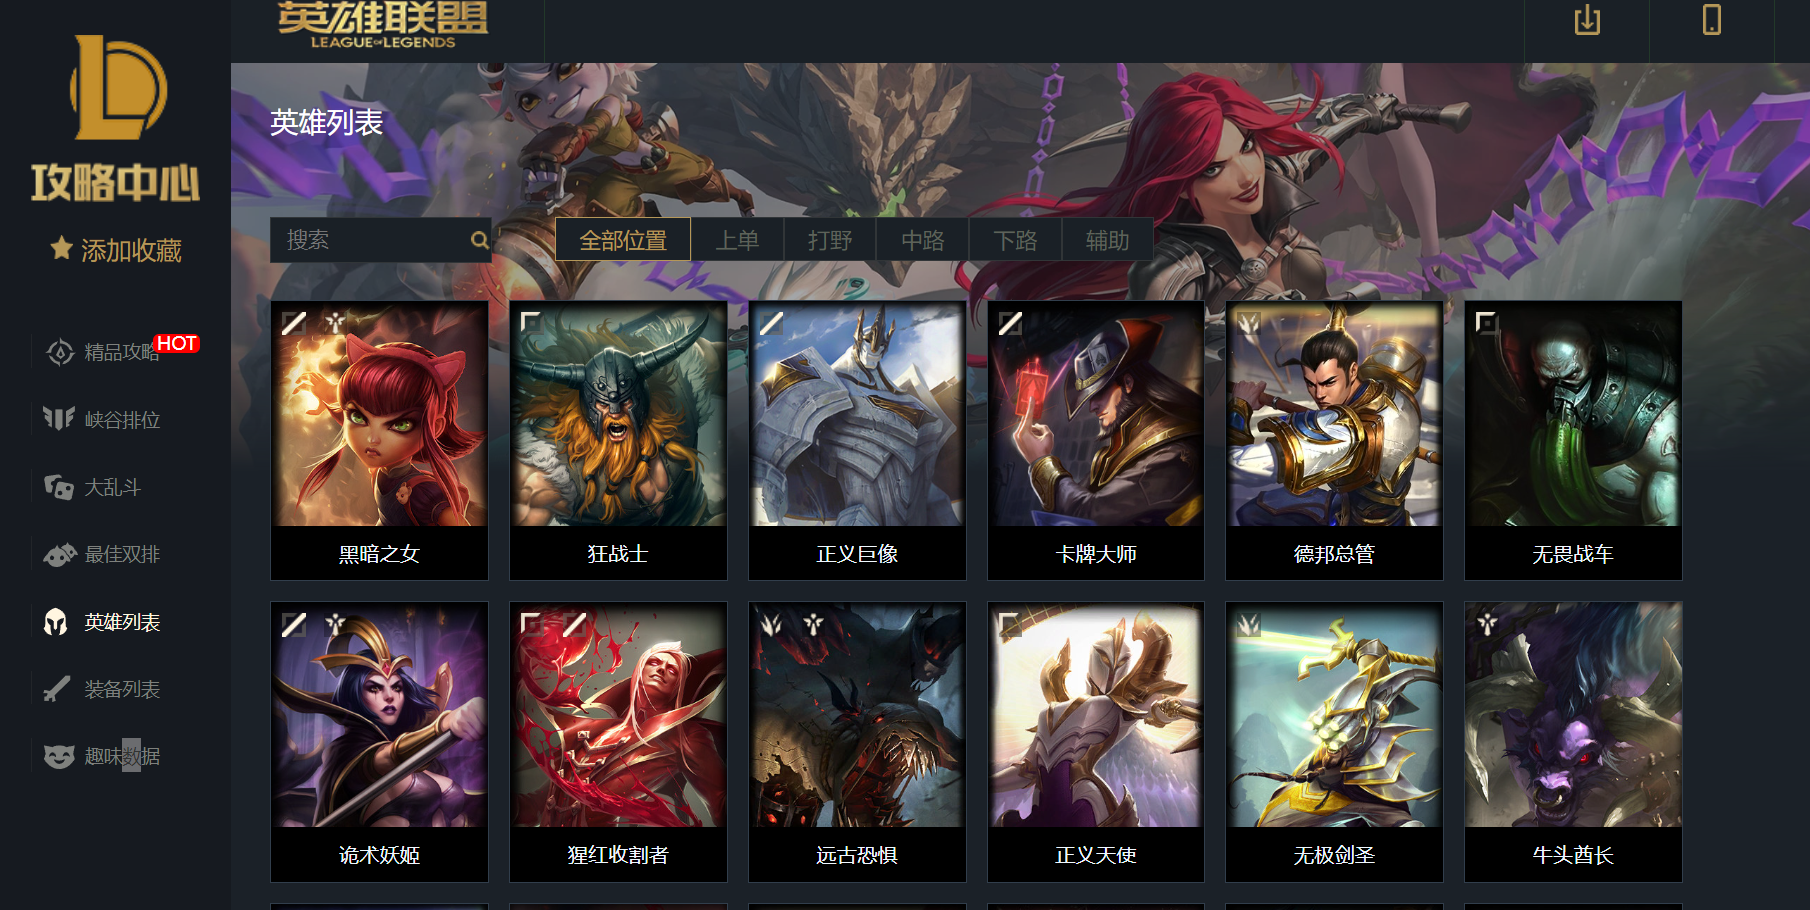 英雄联盟
LEAGUE OF LEGENDS
攻略中心
添加收藏
精品攻略
HOT
峡谷排位
大乱斗
最佳双排
英雄列表
装备列表
趣味数据
英雄列表
搜索
全部位置 上单 打野 中路 下路 辅助
黑暗之女 狂战士 正义巨像 卡牌大师 德邦总管 无畏战车
诡术妖姬 猩红收割者 远古恐惧 正义天使 无极剑圣 牛头酋长